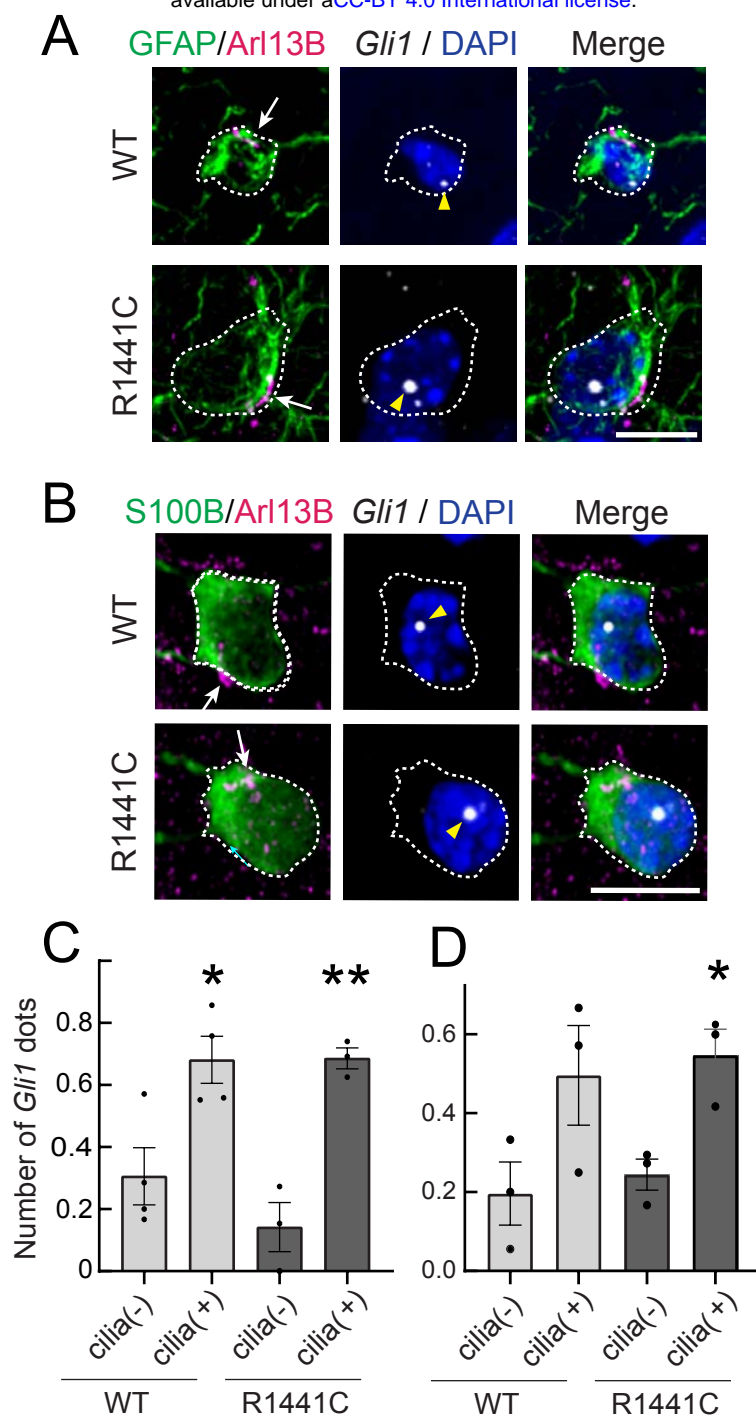 available under aCC-BY 4.0 International license.
A GFAP/Arl13B Gli1 / DAPI Merge
WT
R1441C
B S100B/Arl13B Gli1 / DAPI Merge
WT
R1441C
C D
* ** *
Number of Gli1 dots
0.8
0.6
0.4
0.2
0
0.6
0.4
0.2
0.0
cilia(-) cilia(+) cilia(-) cilia(+) cilia(-) cilia(+) cilia(-) cilia(+)
WT R1441C WT R1441C